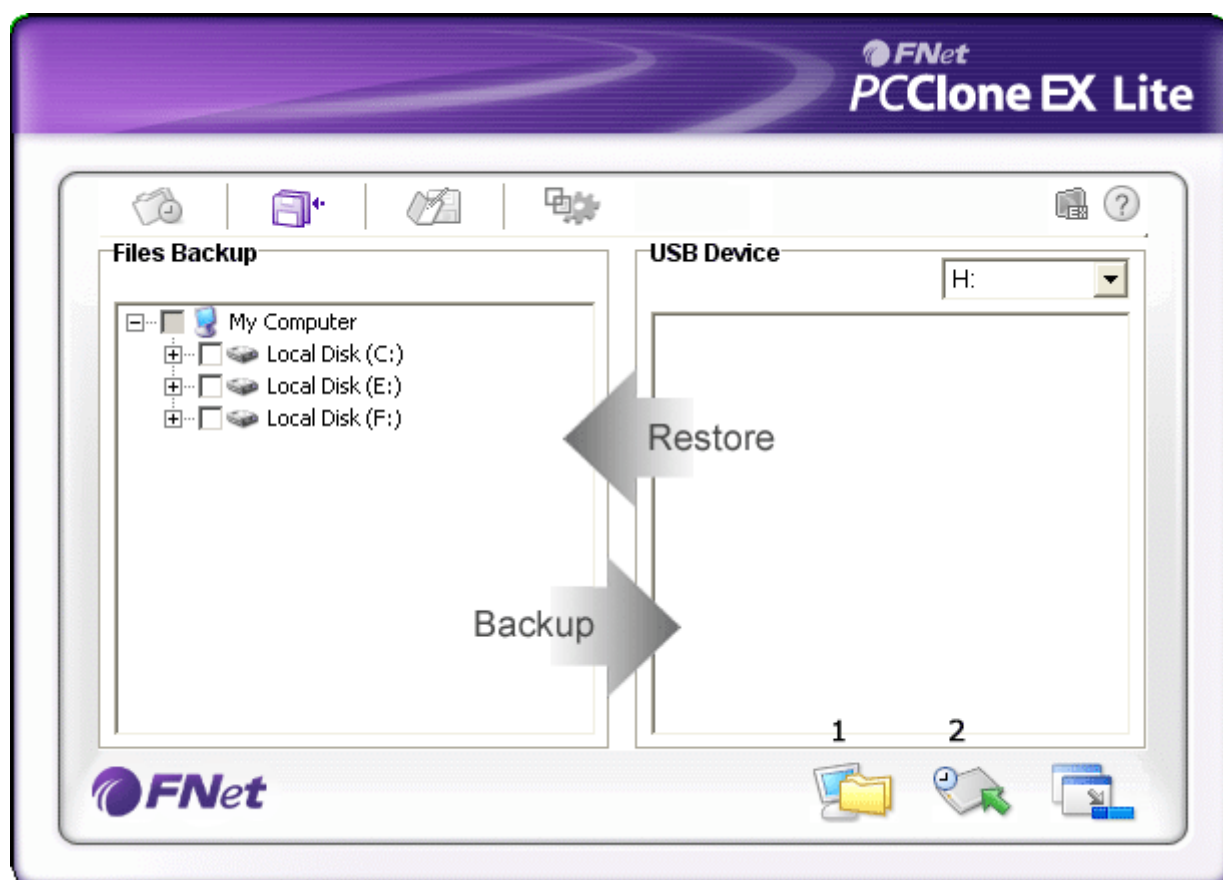 FNet
PCClone EX Lite
Files Backup
USB Device
H:
My Computer
Local Disk (C:)
Local Disk (E:)
Local Disk (F:)
Restore
Backup
1 2
FNet